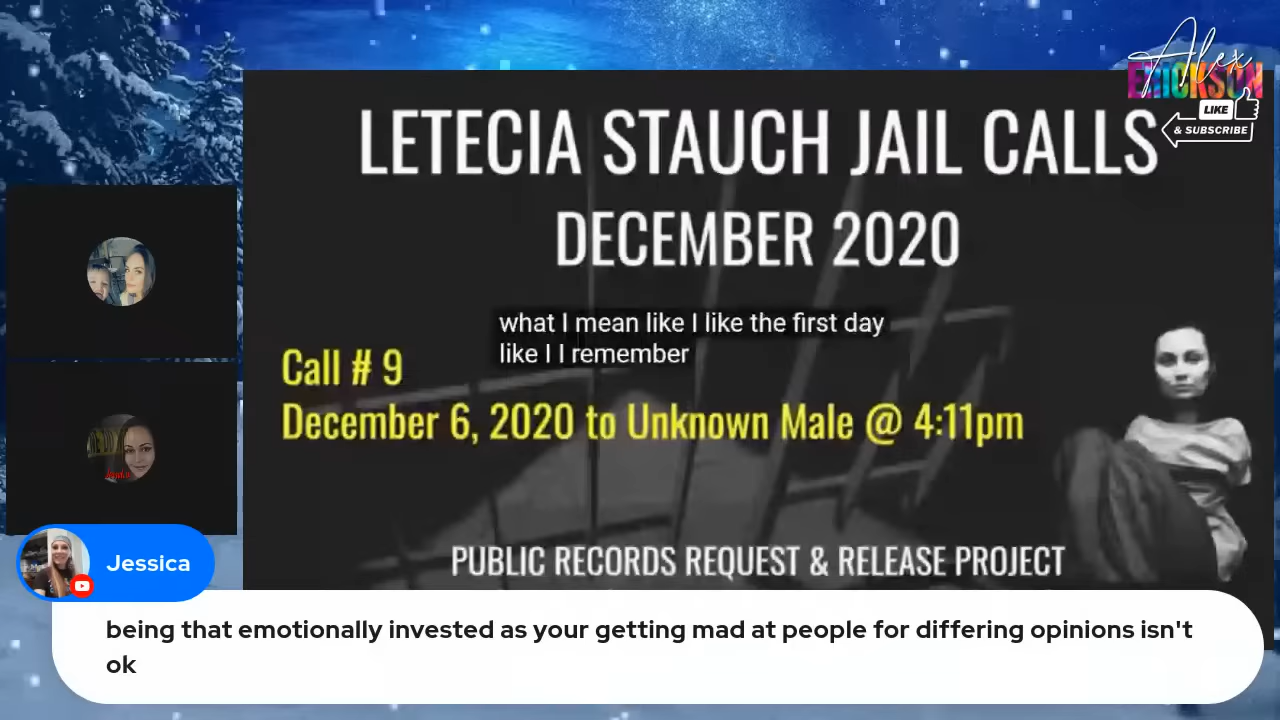 Alex
ERICKSON
LIKE
& SUBSCRIBE
LETECIA STAUCH JAIL CALLS
DECEMBER 2020
what I mean like I like the first day
like I I remember
Call # 9
December 6, 2020 to Unknown Male @ 4:11pm
PUBLIC RECORDS REQUEST & RELEASE PROJECT
Jessica
being that emotionally invested as your getting mad at people for differing opinions isn't
ok